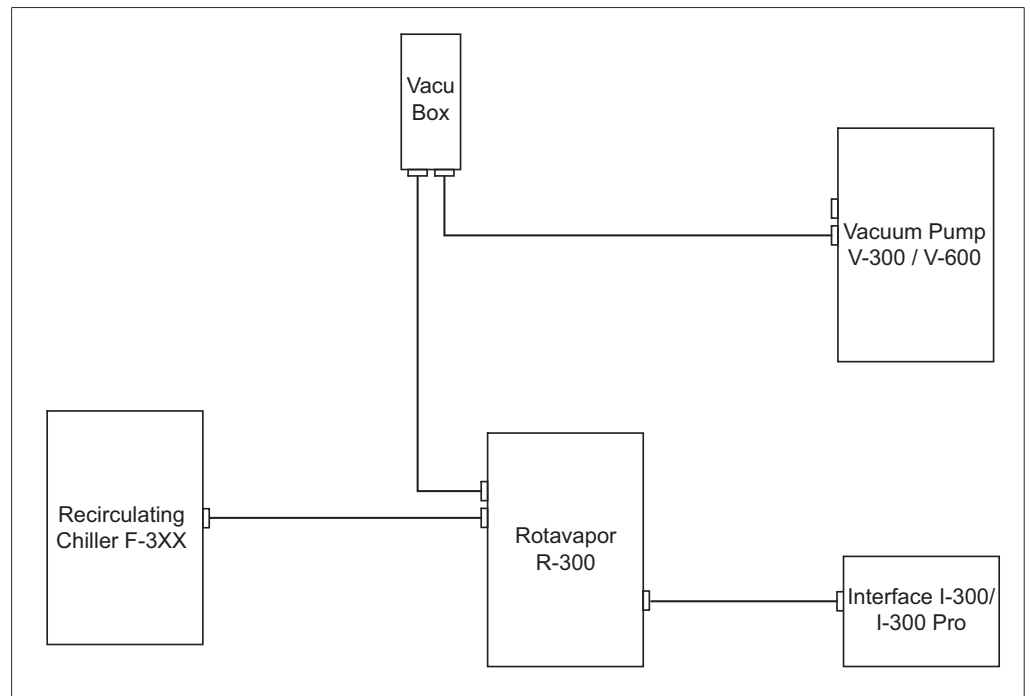 Vacu
Box
Vacuum Pump
V-300 / V-600
Recirculating
Chiller F-3XX
Rotavapor
R-300
Interface I-300/
I-300 Pro